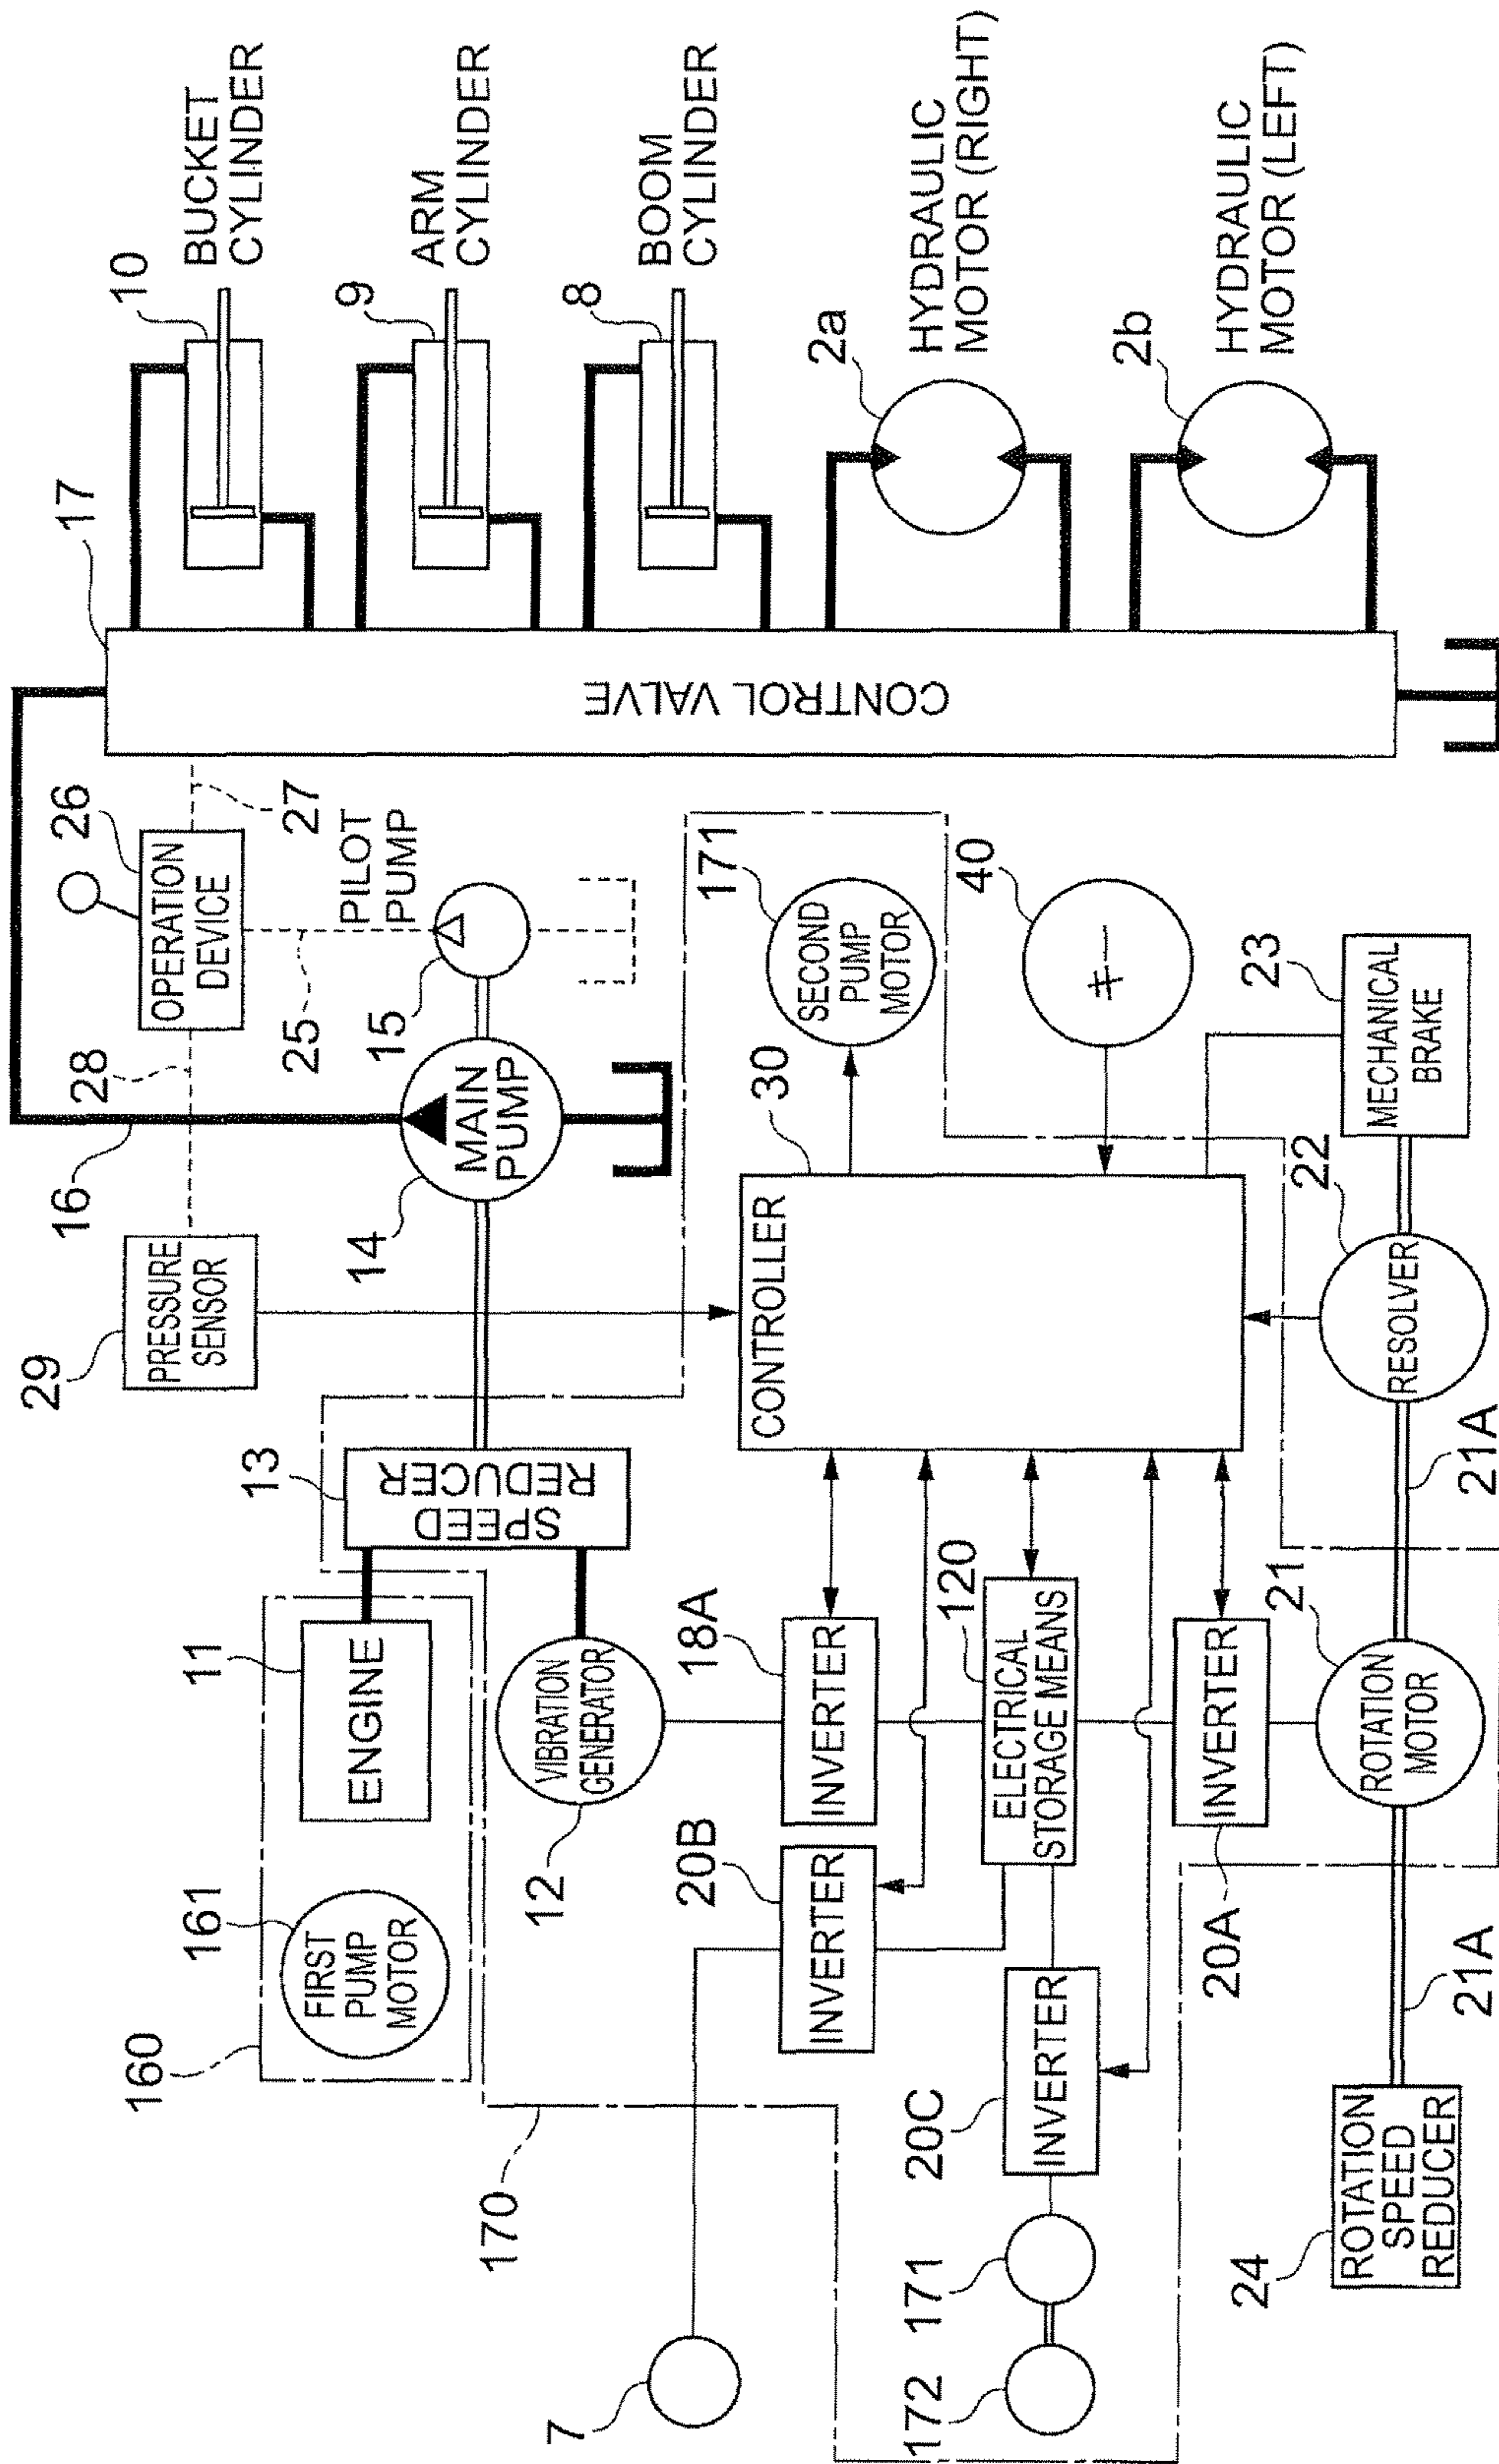 29
16
28
26
17
10
BUCKET
CYLINDER
160
161
11
13
PRESSURE
SENSOR
OPERATION
DEVICE
27
FIRST
PUMP
MOTOR
ENGINE
SPEED
REDUCER
14
25
15
PILOT
PUMP
9
ARM
CYLINDER
170
12
VIBRATION
GENERATOR
MAIN
PUMP
7
20B
18A
30
171
8
BOOM
CYLINDER
INVERTER
INVERTER
CONTROLLER
SECOND
PUMP
MOTOR
CONTROL VALVE
172
171
20C
120
40
2a
HYDRAULIC
MOTOR (RIGHT)
INVERTER
ELECTRICAL
STORAGE MEANS
キー
24
20A
INVERTER
21
22
23
2b
HYDRAULIC
MOTOR (LEFT)
ROTATION
SPEED
REDUCER
21A
ROTATION
MOTOR
21A
RESOLVER
MECHANICAL
BRAKE